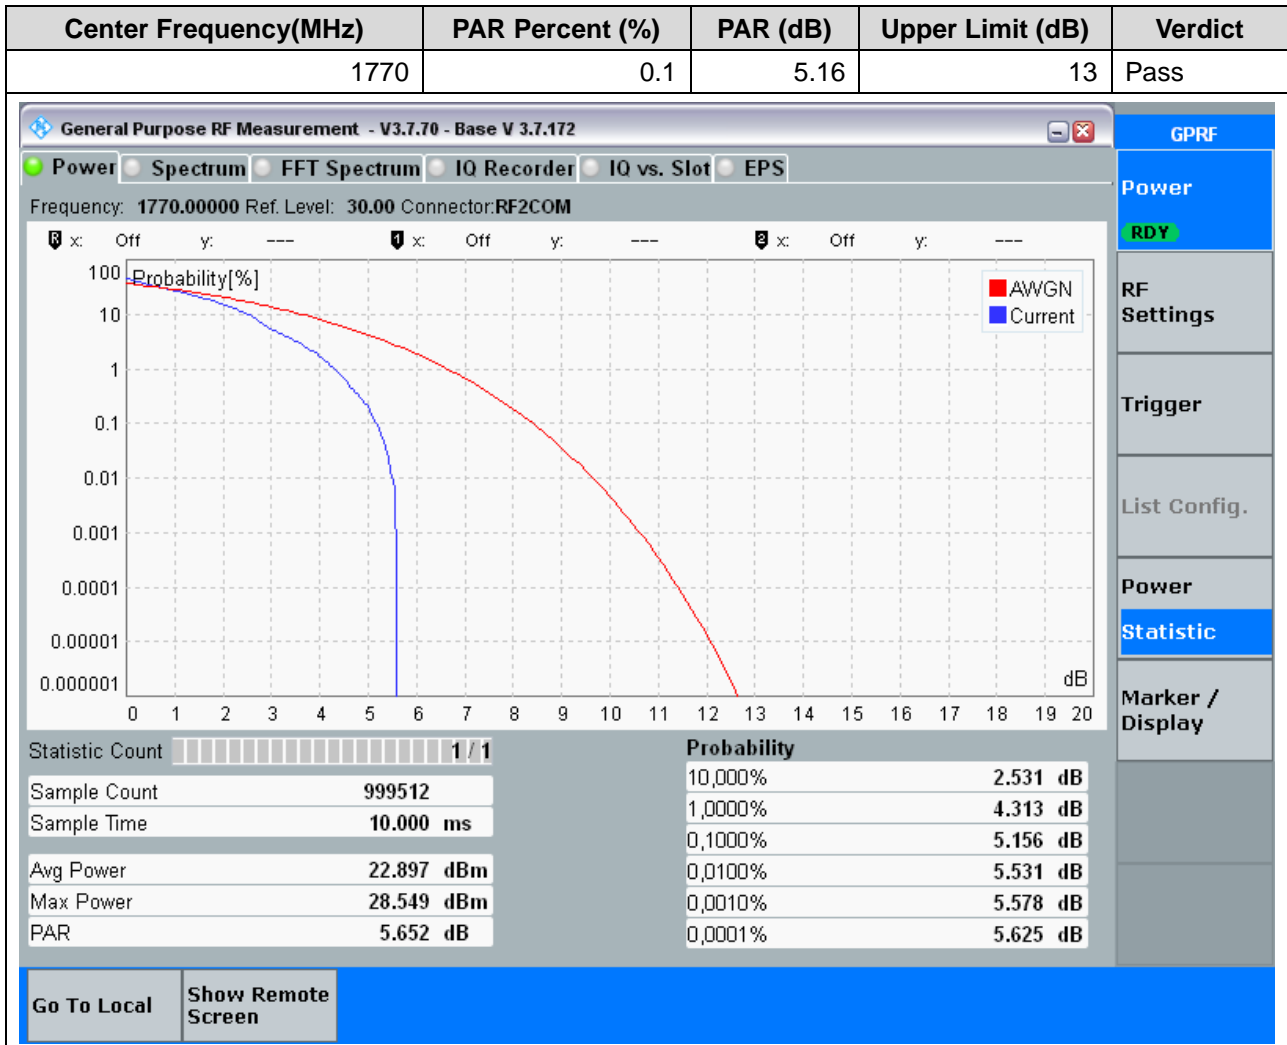 Center Frequency(MHz) PAR Percent (%) PAR (dB) Upper Limit (dB) Verdict
1770 0.1 5.16 13 Pass
General Purpose RF Measurement - V3.7.70 - Base V 3.7.172
GPRF
Power Spectrum FFT Spectrum IQ Recorder IQ vs. Slot EPS
Power
RDY
Frequency: 1770.00000 Ref. Level: 30.00 Connector:RF2COM
R x: Off y: --- 1 x: Off y: --- 2 x: Off y: ---
Probability[%]
100
10
1
0.1
0.01
0.001
0.0001
0.00001
0.000001
AWGN
Current
dB
0 1 2 3 4 5 6 7 8 9 10 11 12 13 14 15 16 17 18 19 20
RF
Settings
Trigger
List Config.
Power
Statistic
Marker /
Display
Statistic Count 1 / 1
Sample Count 999512
Sample Time 10.000 ms
Avg Power 22.897 dBm
Max Power 28.549 dBm
PAR 5.652 dB
Probability
10,000% 2.531 dB
1,0000% 4.313 dB
0,1000% 5.156 dB
0,0100% 5.531 dB
0,0010% 5.578 dB
0,0001% 5.625 dB
Go To Local
Show Remote
Screen